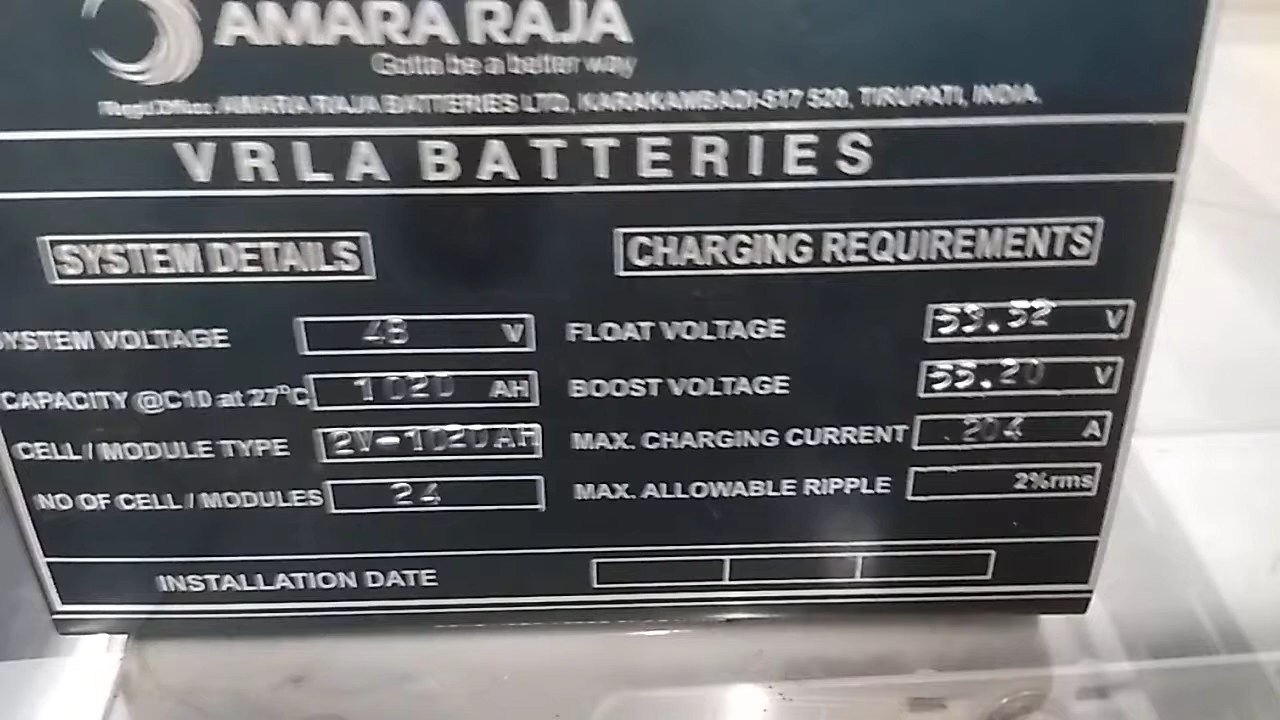 AMARA RAJA
Gotta be a better way
Regd.Office: AMARA RAJA BATTERIES LTD, KARAKAMBADI-517 520, TIRUPATI, INDIA.
VRLA BATTERIES
SYSTEM DETAILS
CHARGING REQUIREMENTS
YSTEM VOLTAGE 48 V
FLOAT VOLTAGE 53.52 V
CAPACITY @C10 at 27°C 1020 AH
BOOST VOLTAGE 55.20 V
CELL / MODULE TYPE 2V-1020AH
MAX. CHARGING CURRENT 204 A
NO OF CELL / MODULES 24
MAX. ALLOWABLE RIPPLE 2%rms
INSTALLATION DATE